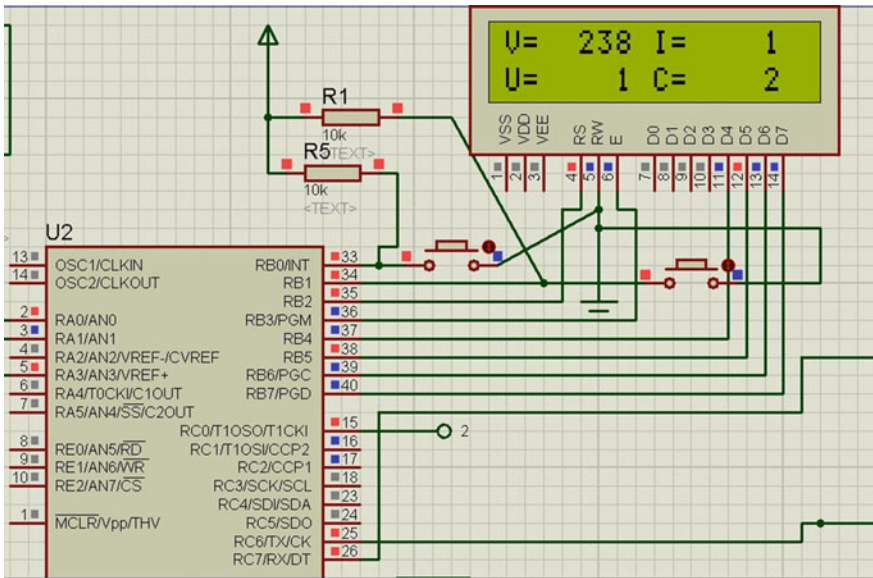 V= 238 I= 1
U= 1 C= 2
VSS
VDD
VEE
RS
RW
E
D0
D1
D2
D3
D4
D5
D6
D7
1
2
3
4
5
6
7
8
9
10
11
12
13
14
R1
10k
<TEXT>
R5
10k
<TEXT>
U2
13 OSC1/CLKIN
14 OSC2/CLKOUT
2 RA0/AN0
3 RA1/AN1
4 RA2/AN2/VREF-/CVREF
5 RA3/AN3/VREF+
6 RA4/T0CKI/C1OUT
7 RA5/AN4/SS/C2OUT
8 RE0/AN5/RD
9 RE1/AN6/WR
10 RE2/AN7/CS
1 MCLR/Vpp/THV
RB0/INT 33
RB1 34
RB2 35
RB3/PGM 36
RB4 37
RB5 38
RB6/PGC 39
RB7/PGD 40
RC0/T1OSO/T1CKI 15
RC1/T1OSI/CCP2 16
RC2/CCP1 17
RC3/SCK/SCL 18
RC4/SDI/SDA 23
RC5/SDO 24
RC6/TX/CK 25
RC7/RX/DT 26
2